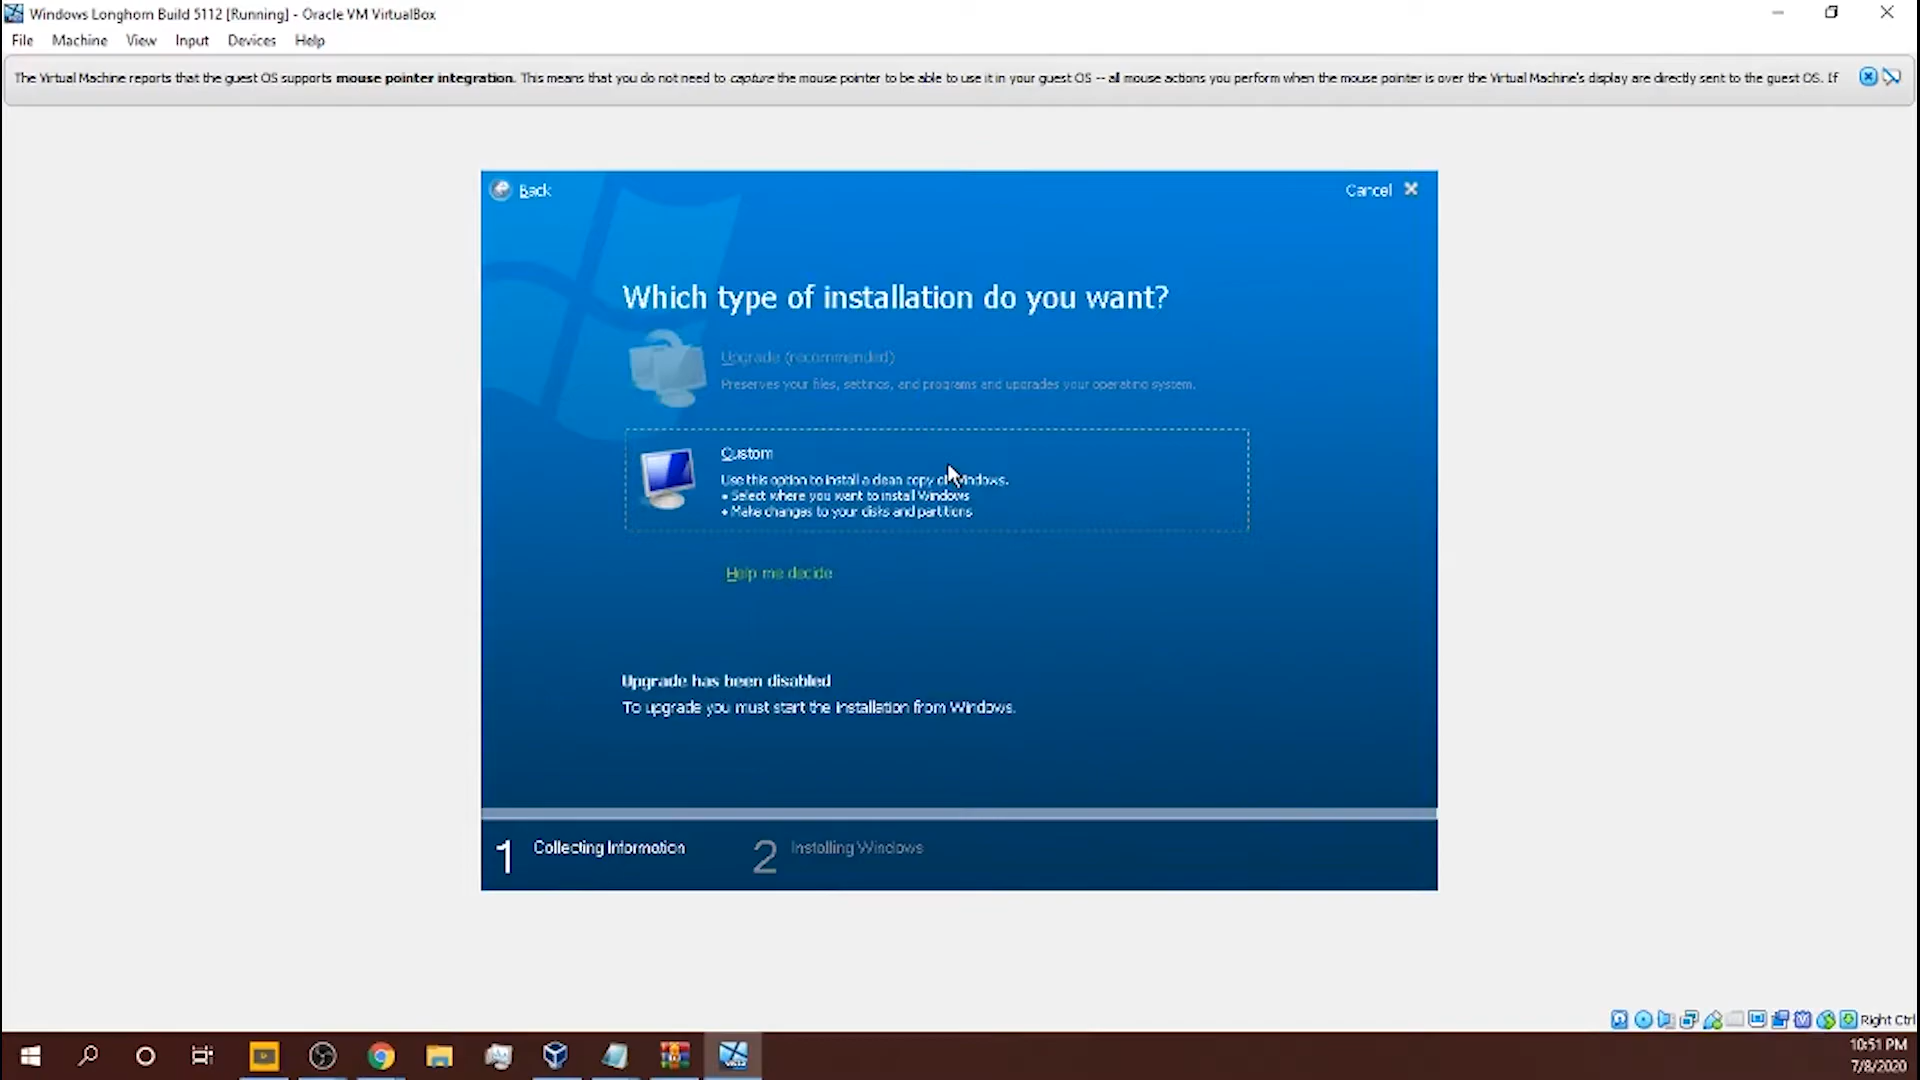 Windows Longhorn Build 5112 [Running] - Oracle VM VirtualBox
File Machine View Input Devices Help
The Virtual Machine reports that the guest OS supports mouse pointer integration. This means that you do not need to capture the mouse pointer to be able to use it in your guest OS -- all mouse actions you perform when the mouse pointer is over the Virtual Machine's display are directly sent to the guest OS. If
Back
Cancel
Which type of installation do you want?
Upgrade (recommended)
Preserves your files, settings, and programs and upgrades your operating system.
Custom
Use this option to install a clean copy of Windows.
• Select where you want to install Windows
• Make changes to your disks and partitions
Help me decide
Upgrade has been disabled
To upgrade you must start the installation from Windows.
1 Collecting Information 2 Installing Windows
Right Ctrl
10:51 PM
7/8/2020